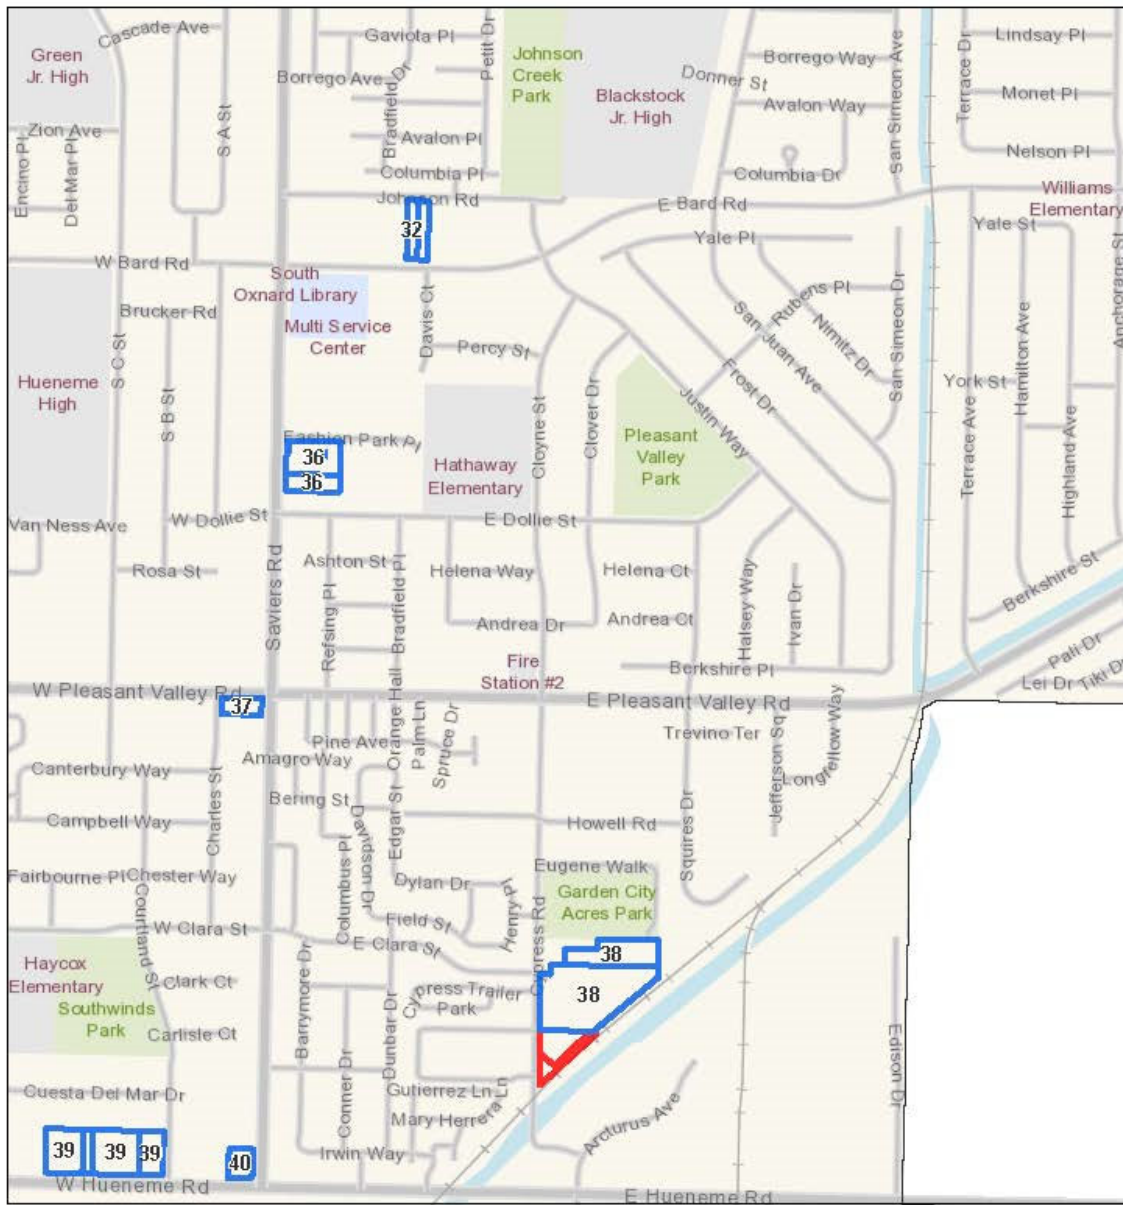 Cascade Ave
Gaviola Pl
Petit Dr
Green
Jr. High
Johnson
Creek
Park
Borrego Ave
Bradfield Dr
Donner St
Borrego Way
San Simeon Ave
Terrace Dr
Lindsay Pl
Blackstock
Jr. High
Avalon Way
Monet Pl
S A St
Zion Ave
Avalon Pl
Encino Pl
Del Mar Pl
Columbia Pl
Columbia Dr
Nelson Pl
Johnson Rd
Williams
Elementary
E Bard Rd
32
Yale Pl
Yale St
Anchorage St
W Bard Rd
South
Oxnard Library
Brucker Rd
Multi Service
Center
Davis Ct
Percy St
Rubens Pl
Nimitz Dr
San Juan Ave
San Simeon Dr
Hamilton Ave
S C St
Hueneme
High
S B St
Clover Dr
Cloyne St
Frost Dr
Justin Way
York St
Terrace Ave
Highland Ave
Fashion Park Pl
36
36
Hathaway
Elementary
Pleasant
Valley
Park
Van Ness Ave
W Dollie St
E Dollie St
Rosa St
Saviers Rd
Ashton St
Refsing Pl
Bradfield Pl
Helena Way
Helena Ct
Halsey Way
Ivan Dr
Berkshire St
Andrea Dr
Andrea Ct
Fire
Station #2
Berkshire Pl
Pali Dr
Lei Dr
Tiki Dr
W Pleasant Valley Rd
37
E Pleasant Valley Rd
Orange Hall
Palm Ln
Spruce Dr
Pine Ave
Trevino Ter
Jefferson Sq
Longfellow Way
Amagro Way
Canterbury Way
Charles St
Bering St
Campbell Way
Columbus Pl
Davidson Dr
Edgar St
Howell Rd
Squires Dr
Eugene Walk
Fairbourne Pl
Chester Way
Dylan Dr
Henry Pl
Garden City
Acres Park
Courtland St
Field St
W Clara St
E Clara St
Cypress Rd
38
Haycox
Elementary
Clark Ct
Southwinds
Park
Carlisle Ct
Barrymore Dr
Conner Dr
Dunbar Dr
Cypress Trailer
Park
38
Edison Dr
Cuesta Del Mar Dr
Gutierrez Ln
Mary Herrera Ln
Arcturus Ave
39
39
39
40
Irwin Way
W Hueneme Rd
E Hueneme Rd